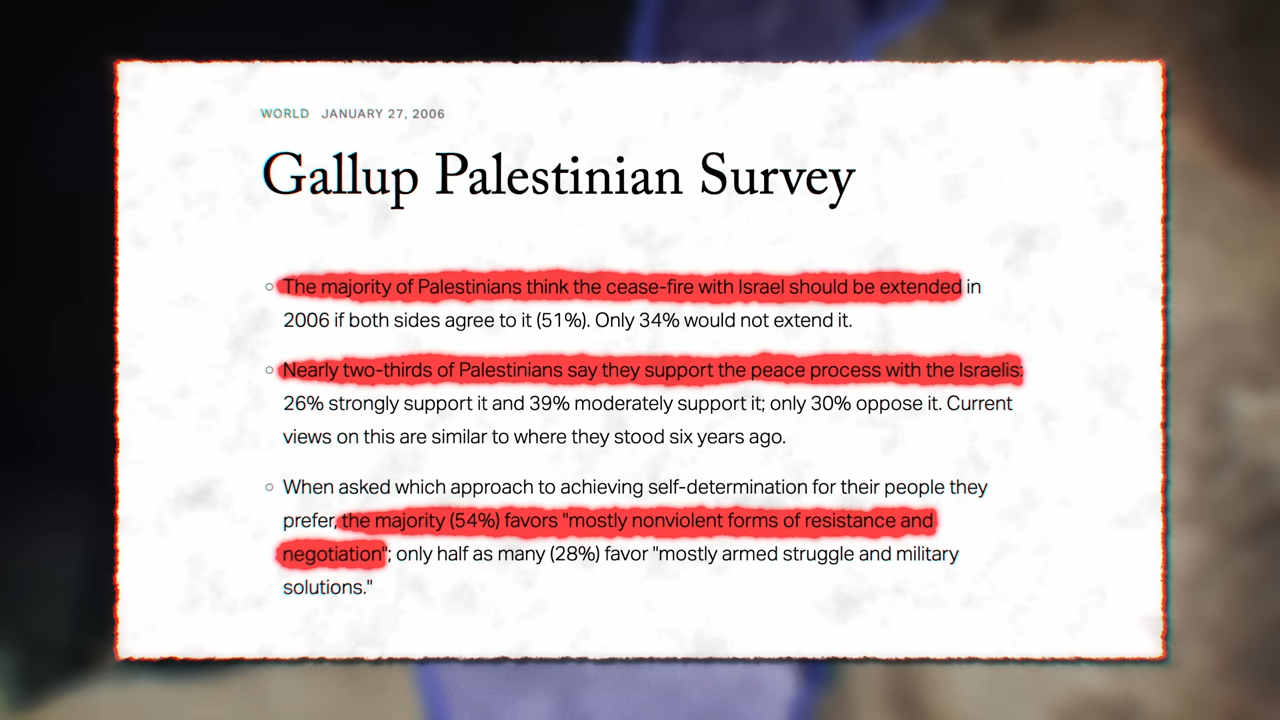 WORLD JANUARY 27, 2006
Gallup Palestinian Survey
The majority of Palestinians think the cease-fire with Israel should be extended in
2006 if both sides agree to it (51%). Only 34% would not extend it.
Nearly two-thirds of Palestinians say they support the peace process with the Israelis;
26% strongly support it and 39% moderately support it; only 30% oppose it. Current
views on this are similar to where they stood six years ago.
When asked which approach to achieving self-determination for their people they
prefer, the majority (54%) favors "mostly nonviolent forms of resistance and
negotiation"; only half as many (28%) favor "mostly armed struggle and military
solutions."